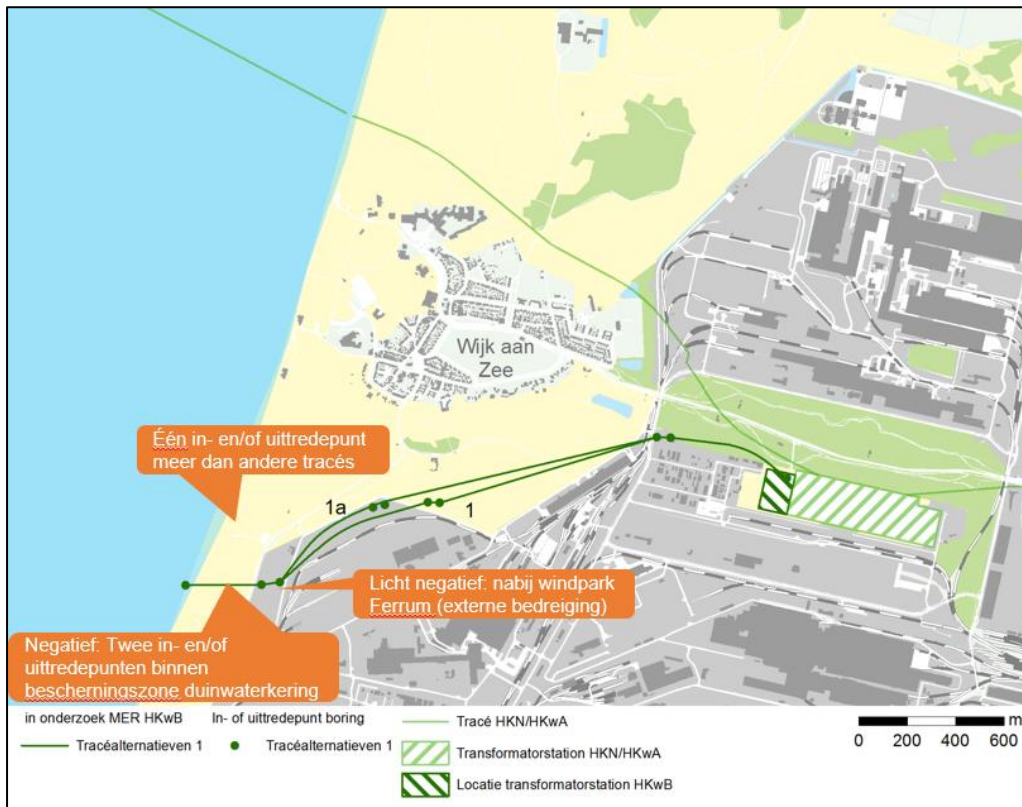 Wijk aan
Zee
Één in- en/of uittredepunt
meer dan andere tracés
1a
1
Licht negatief: nabij windpark
Ferrum (externe bedreiging)
Negatief: Twee in- en/of
uittredepunten binnen
bescherningszone duinwaterkering
in onderzoek MER HKwB
Tracéalternatieven 1
In- of uittredepunt boring
Tracéalternatieven 1
Tracé HKN/HKwA
Transformatorstation HKN/HKwA
Locatie transformatorstation HKwB
m
0 200 400 600